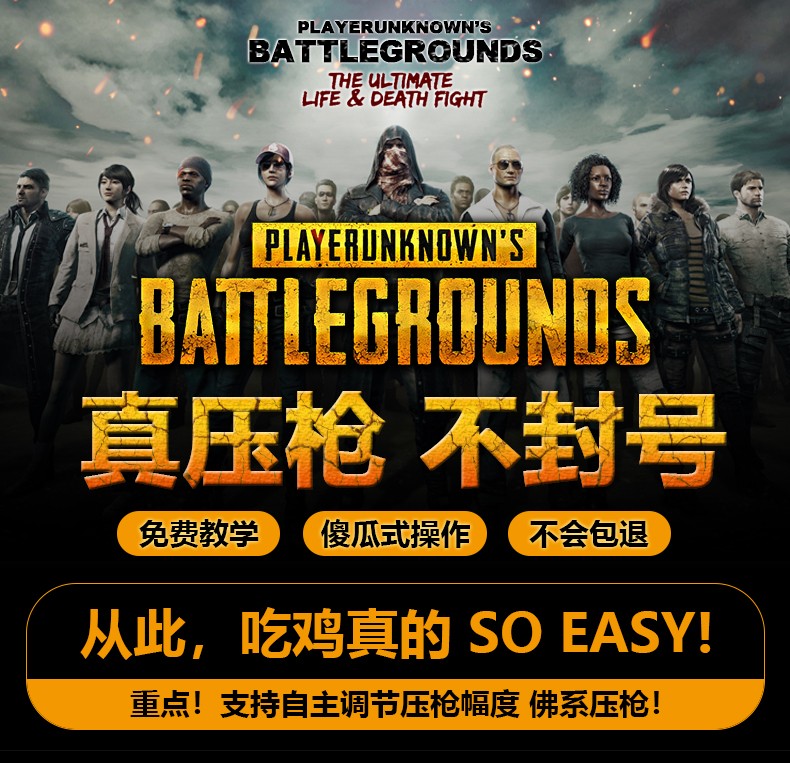 PLAYERUNKNOWN'S
BATTLEGROUNDS
THE ULTIMATE
LIFE & DEATH FIGHT
PLAYERUNKNOWN'S
BATTLEGROUNDS
真压枪 不封号
免费教学 傻瓜式操作 不会包退
从此，吃鸡真的 SO EASY!
重点！支持自主调节压枪幅度 佛系压枪！